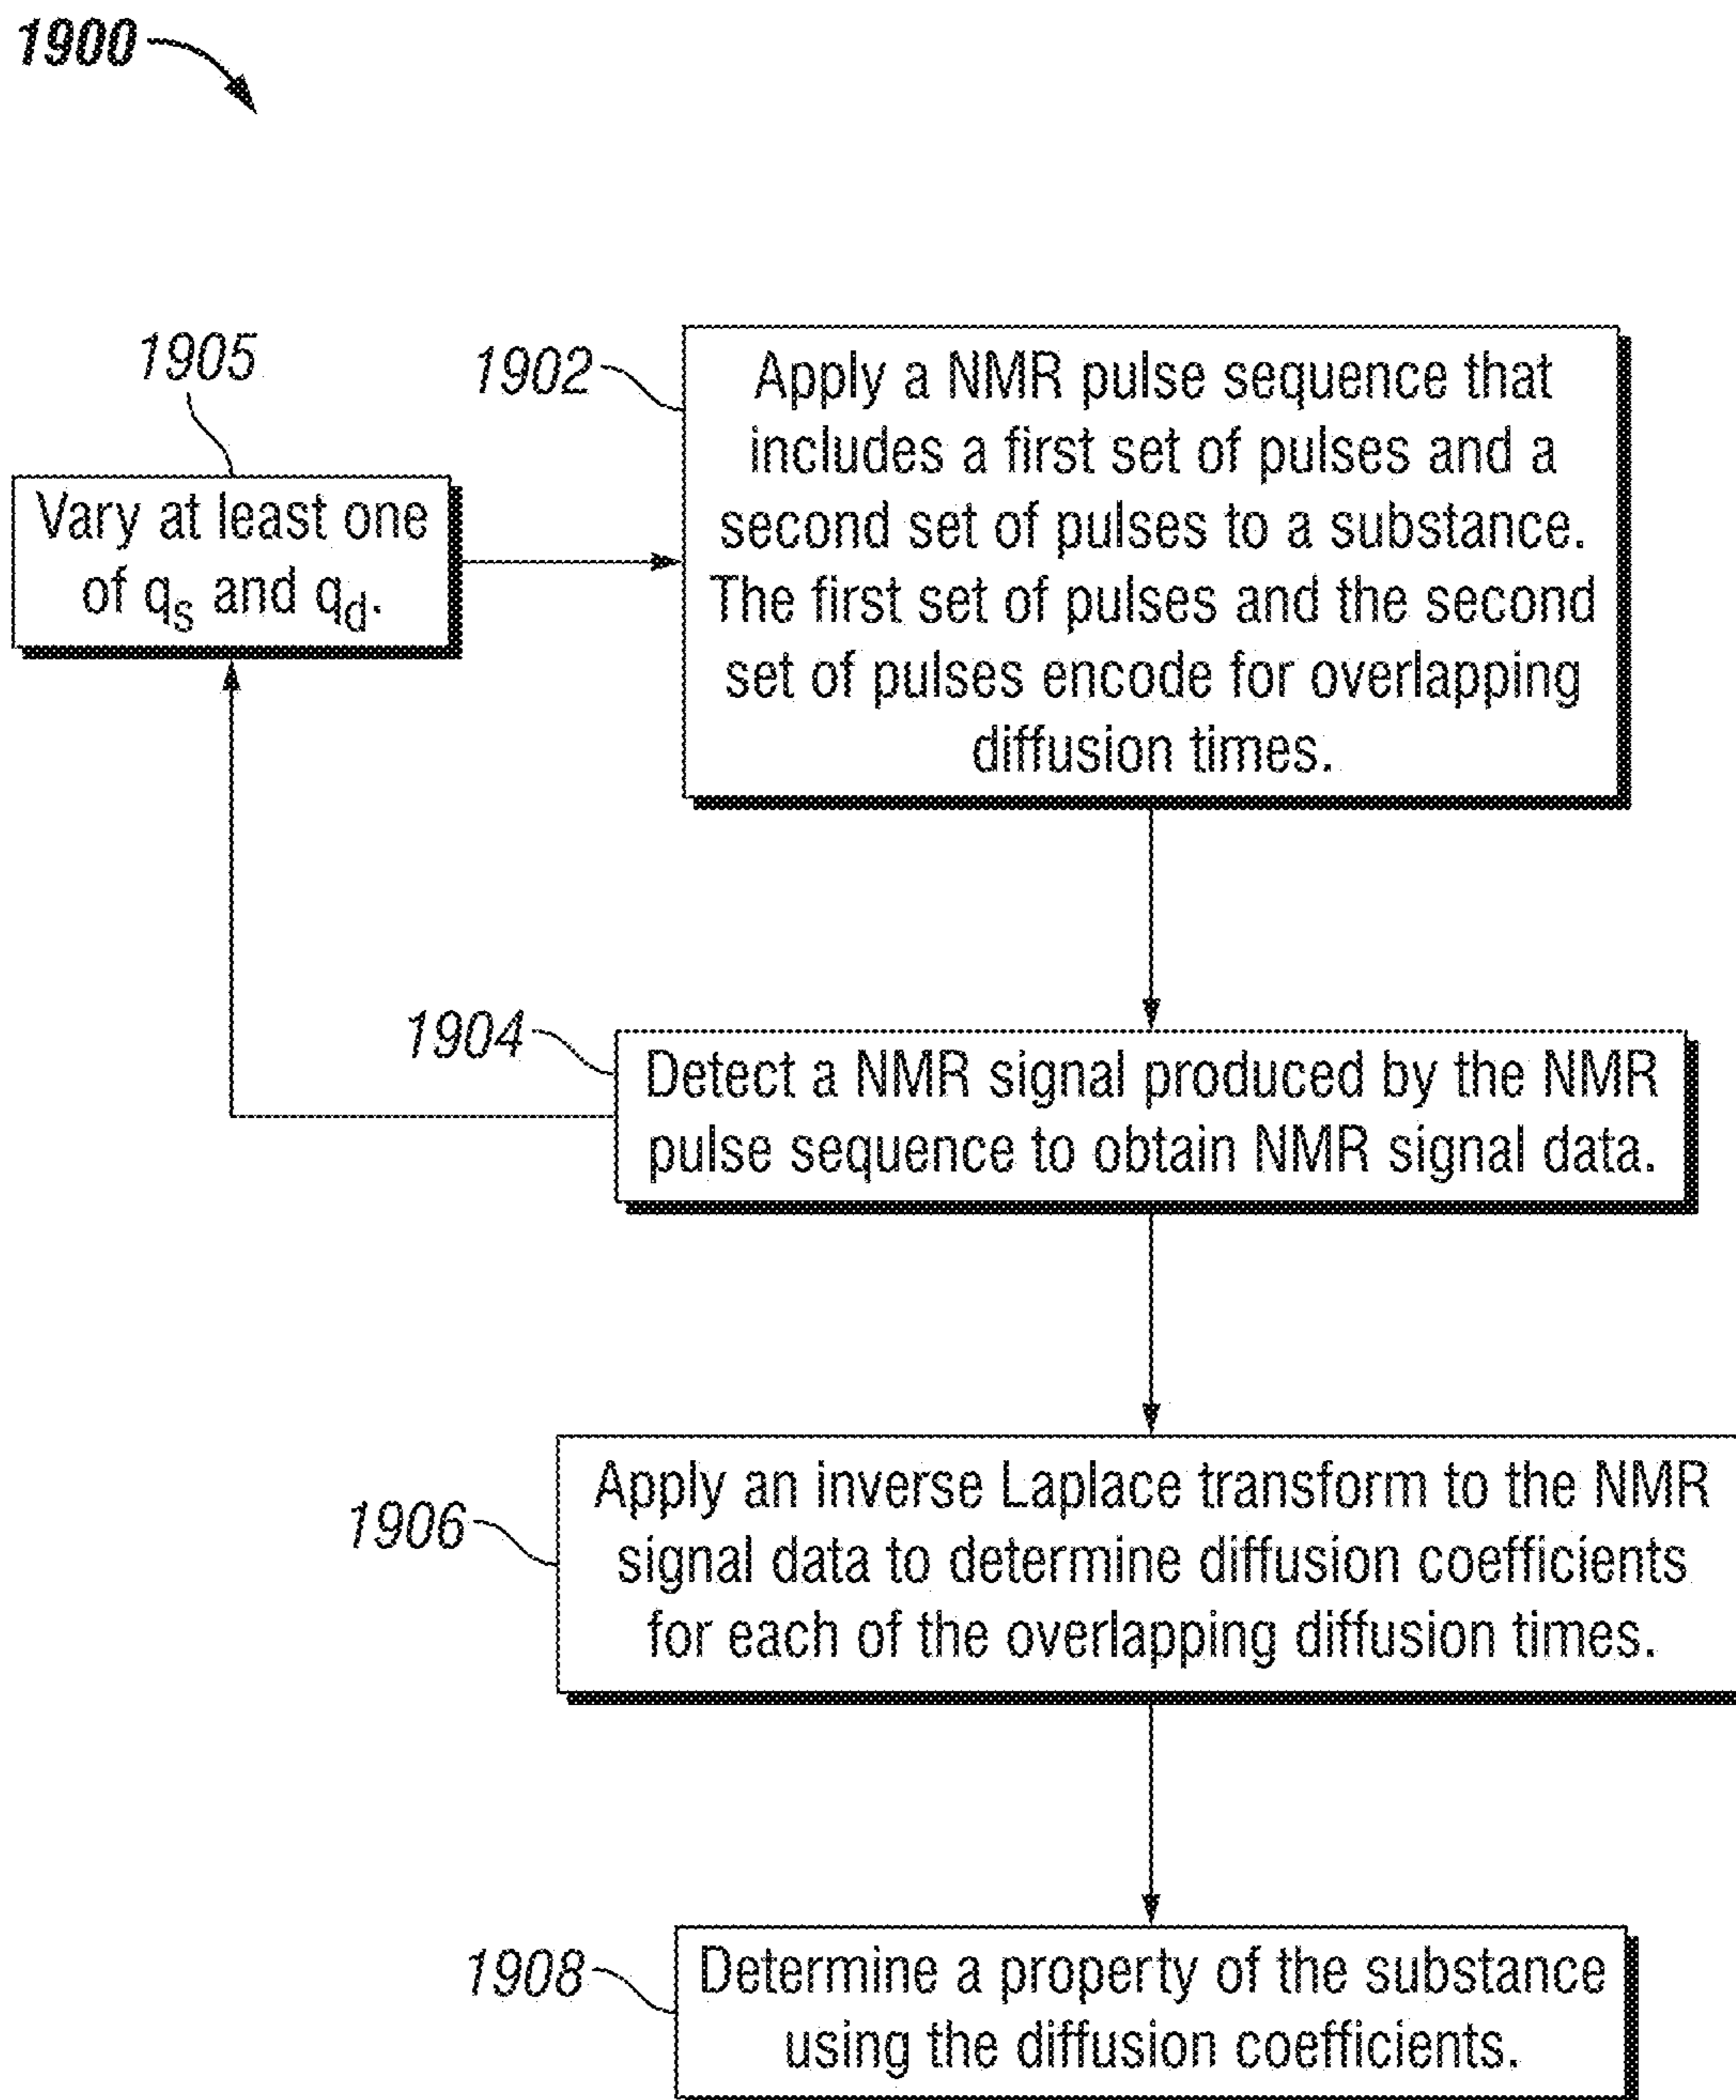 1900
1905
Vary at least one
of qs and qd.
1902
Apply a NMR pulse sequence that
includes a first set of pulses and a
second set of pulses to a substance.
The first set of pulses and the second
set of pulses encode for overlapping
diffusion times.
1904
Detect a NMR signal produced by the NMR
pulse sequence to obtain NMR signal data.
1906
Apply an inverse Laplace transform to the NMR
signal data to determine diffusion coefficients
for each of the overlapping diffusion times.
1908
Determine a property of the substance
using the diffusion coefficients.